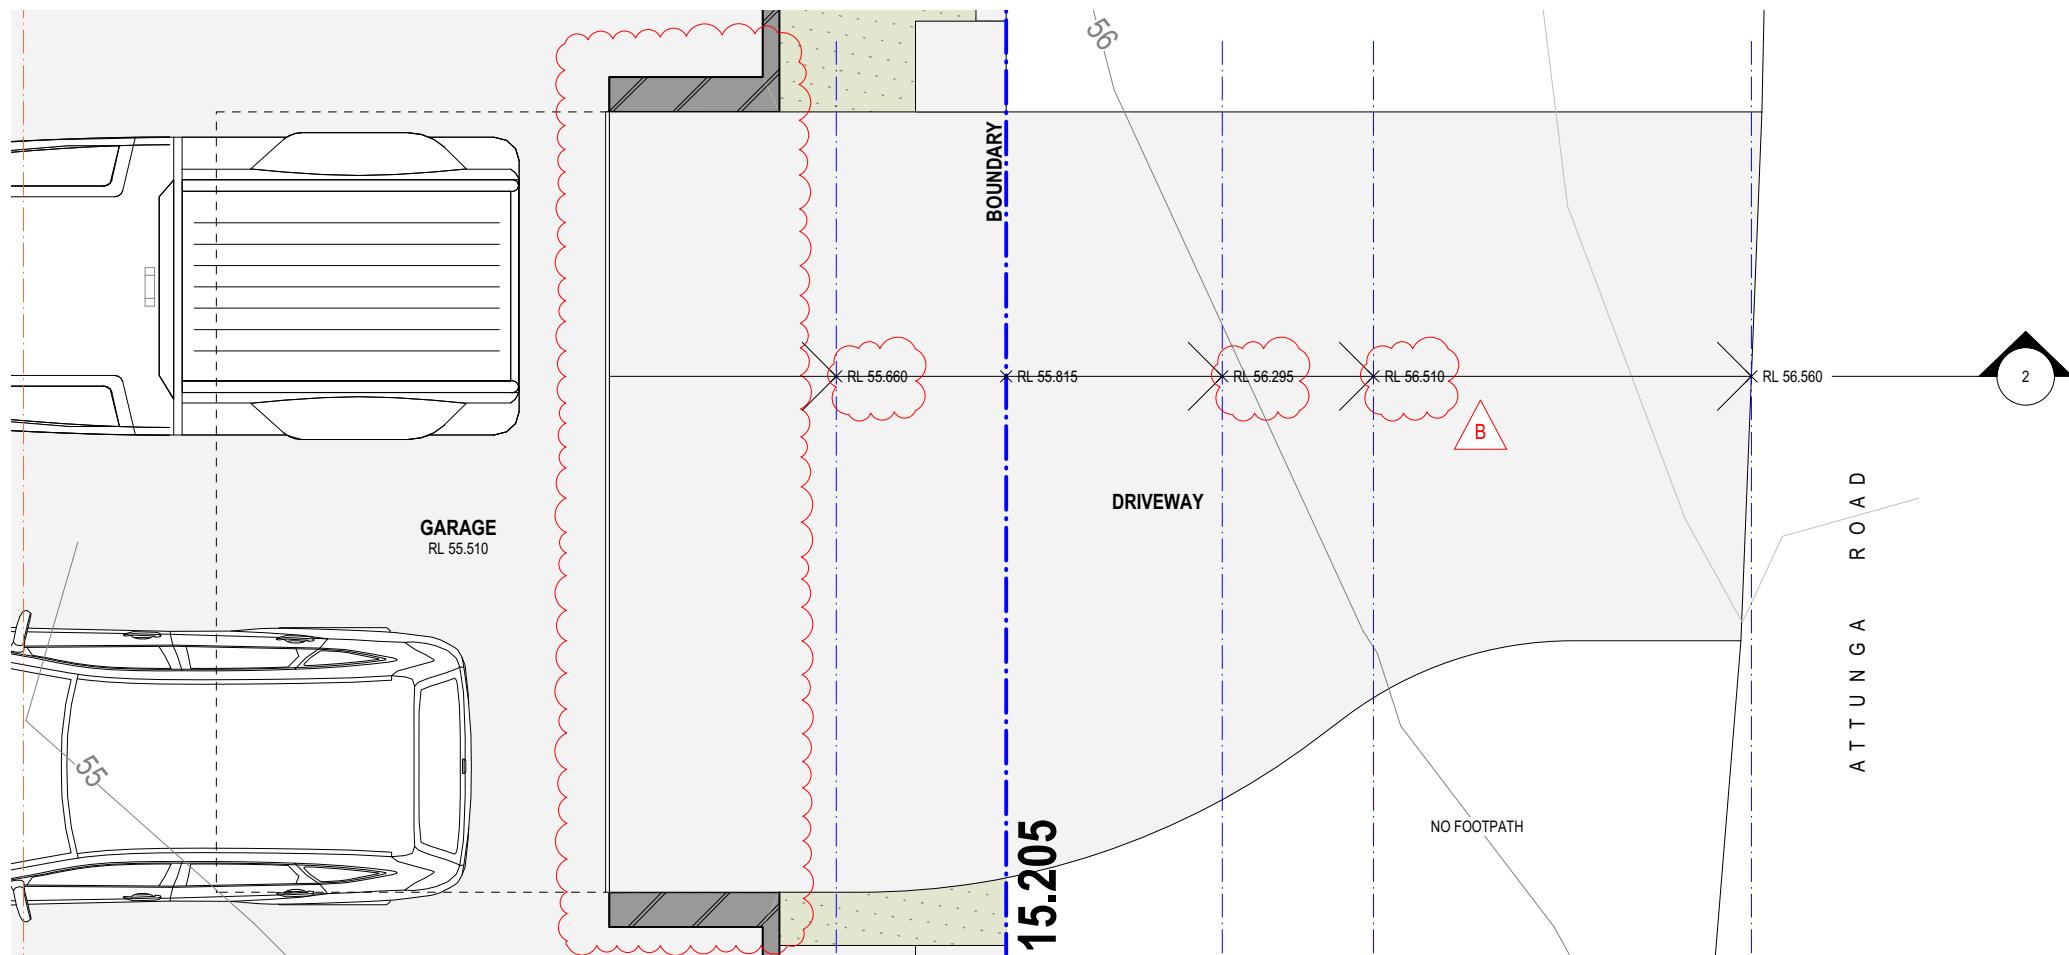 56
BOUNDARY
RL 55.660
RL 55.815
RL 56.295
RL 56.510
RL 56.560
2
B
DRIVEWAY
GARAGE
RL 55.510
ATTUNGA ROAD
55
NO FOOTPATH
15.205